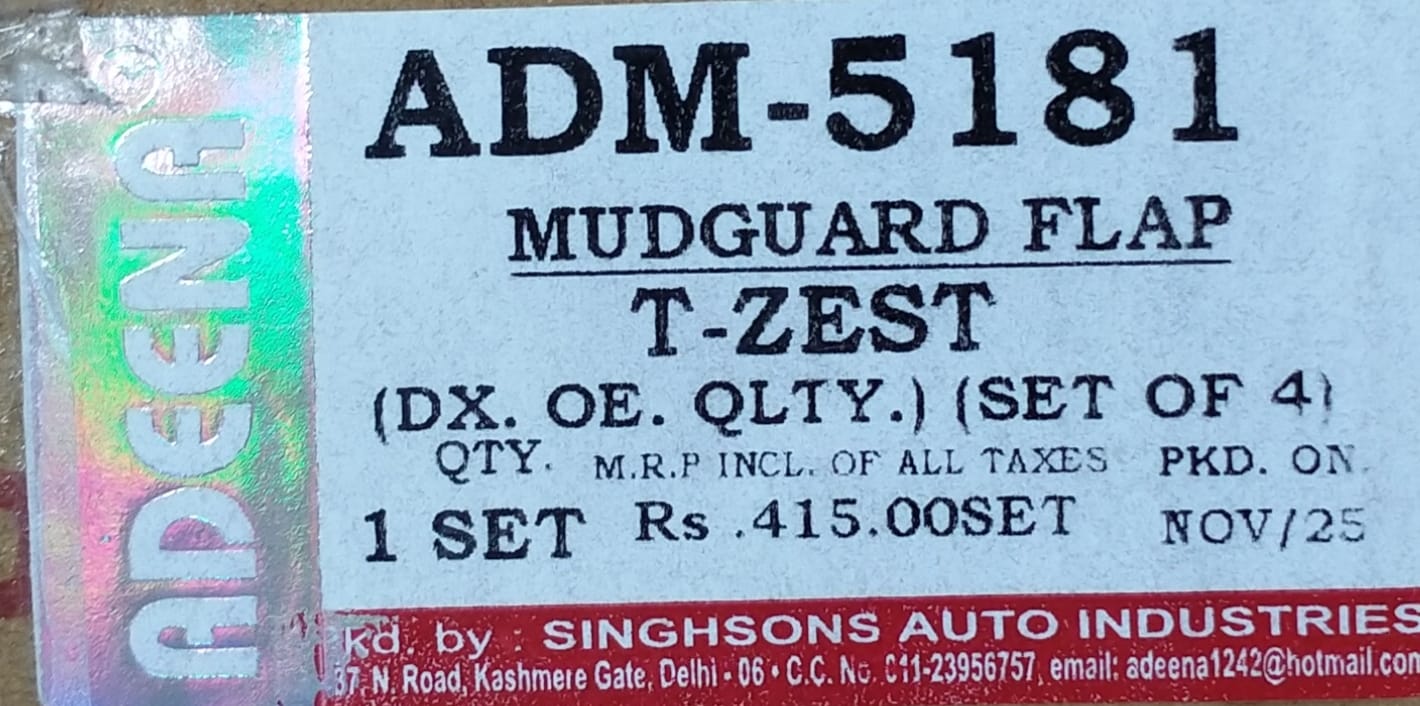 ADEENA
ADM-5181
MUDGUARD FLAP
T-ZEST
(DX. OE. QLTY.) (SET OF 4)
QTY. M.R.P INCL. OF ALL TAXES PKD. ON.
1 SET Rs .415.00SET NOV/25
Pkd. by : SINGHSONS AUTO INDUSTRIES
37, N. Road, Kashmere Gate, Delhi - 06 • C.C. No. 011-23956757, email: adeena1242@hotmail.com